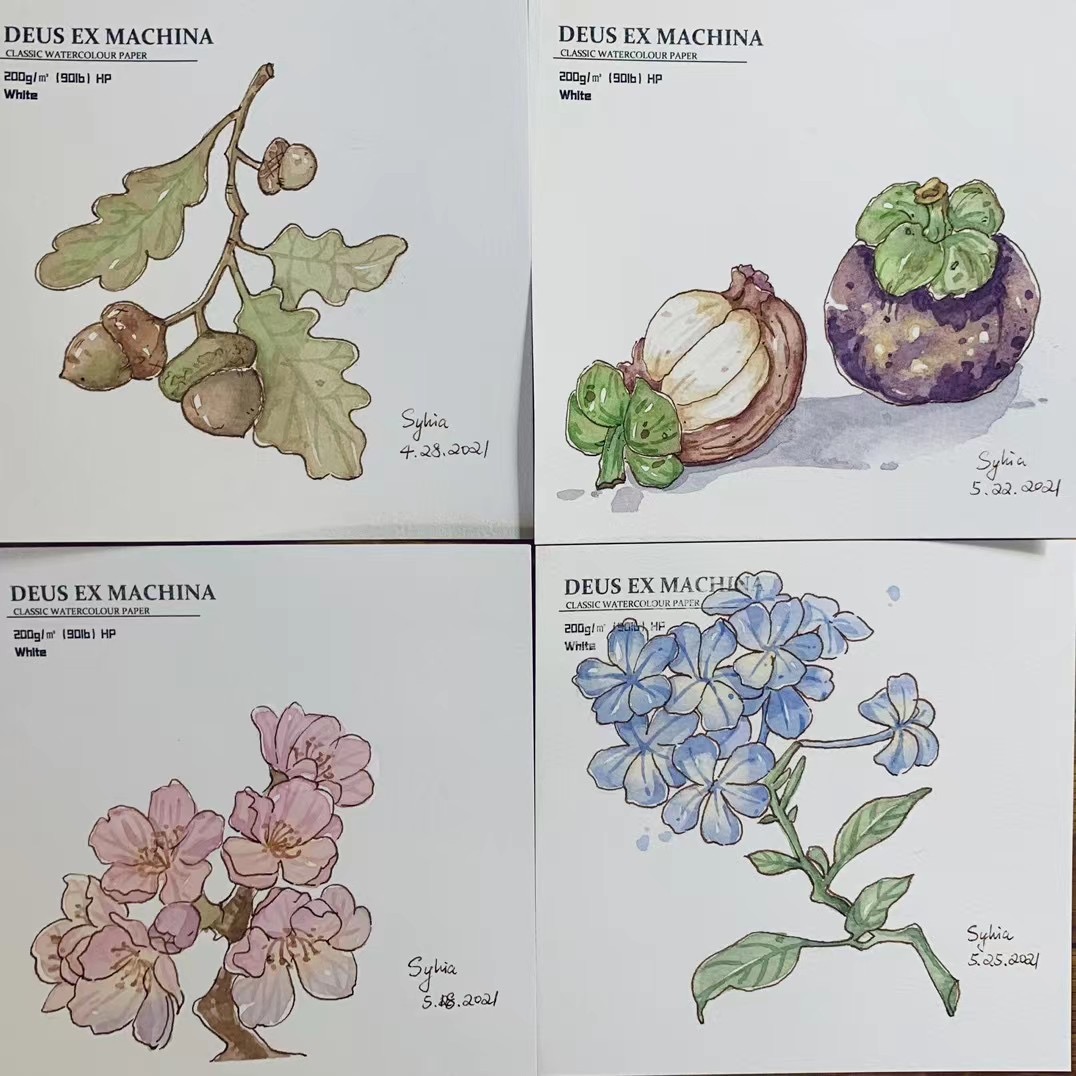 DEUS EX MACHINA
CLASSIC WATERCOLOUR PAPER
200g/㎡ (90lb) HP
White
Sylvia
4.28.2021
DEUS EX MACHINA
CLASSIC WATERCOLOUR PAPER
200g/㎡ (90lb) HP
White
Sylvia
5.22.2021
DEUS EX MACHINA
CLASSIC WATERCOLOUR PAPER
200g/㎡ (90lb) HP
White
Sylvia
DEUS EX MACHINA
CLASSIC WATERCOLOUR PAPER
200g/㎡ (90lb) HP
White
Sylvia
5.25.2021